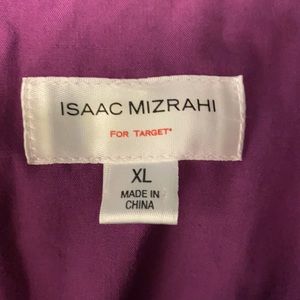 ISAAC MIZRAHI
FOR TARGET*
XL
MADE IN
CHINA